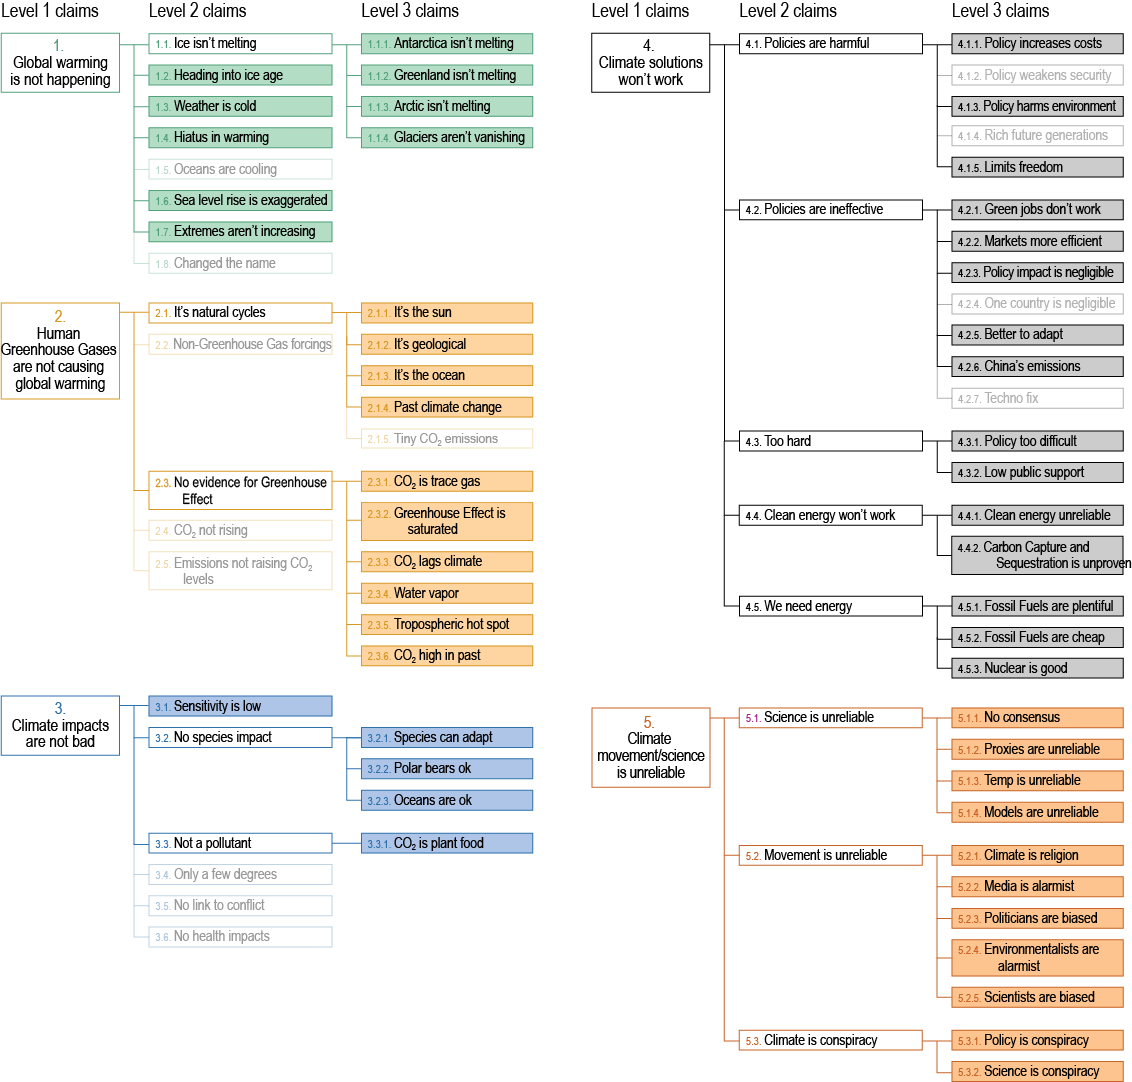 Level 1 claims
Level 2 claims
Level 3 claims
1.
Global warming
is not happening
1.1. Ice isn't melting
1.1.1. Antarctica isn't melting
1.1.2. Greenland isn't melting
1.1.3. Arctic isn't melting
1.1.4. Glaciers aren't vanishing
1.2. Heading into ice age
1.3. Weather is cold
1.4. Hiatus in warming
1.5. Oceans are cooling
1.6. Sea level rise is exaggerated
1.7. Extremes aren't increasing
1.8. Changed the name
2.
Human
Greenhouse Gases
are not causing
global warming
2.1. It's natural cycles
2.1.1. It's the sun
2.1.2. It's geological
2.1.3. It's the ocean
2.1.4. Past climate change
2.1.5. Tiny CO2 emissions
2.2. Non-Greenhouse Gas forcings
2.3. No evidence for Greenhouse
Effect
2.3.1. CO2 is trace gas
2.3.2. Greenhouse Effect is
saturated
2.3.3. CO2 lags climate
2.3.4. Water vapor
2.3.5. Tropospheric hot spot
2.3.6. CO2 high in past
2.4. CO2 not rising
2.5. Emissions not raising CO2
levels
3.
Climate impacts
are not bad
3.1. Sensitivity is low
3.2. No species impact
3.2.1. Species can adapt
3.2.2. Polar bears ok
3.2.3. Oceans are ok
3.3. Not a pollutant
3.3.1. CO2 is plant food
3.4. Only a few degrees
3.5. No link to conflict
3.6. No health impacts
Level 1 claims
Level 2 claims
Level 3 claims
4.
Climate solutions
won't work
4.1. Policies are harmful
4.1.1. Policy increases costs
4.1.2. Policy weakens security
4.1.3. Policy harms environment
4.1.4. Rich future generations
4.1.5. Limits freedom
4.2. Policies are ineffective
4.2.1. Green jobs don't work
4.2.2. Markets more efficient
4.2.3. Policy impact is negligible
4.2.4. One country is negligible
4.2.5. Better to adapt
4.2.6. China's emissions
4.2.7. Techno fix
4.3. Too hard
4.3.1. Policy too difficult
4.3.2. Low public support
4.4. Clean energy won't work
4.4.1. Clean energy unreliable
4.4.2. Carbon Capture and
Sequestration is unproven
4.5. We need energy
4.5.1. Fossil Fuels are plentiful
4.5.2. Fossil Fuels are cheap
4.5.3. Nuclear is good
5.
Climate
movement/science
is unreliable
5.1. Science is unreliable
5.1.1. No consensus
5.1.2. Proxies are unreliable
5.1.3. Temp is unreliable
5.1.4. Models are unreliable
5.2. Movement is unreliable
5.2.1. Climate is religion
5.2.2. Media is alarmist
5.2.3. Politicians are biased
5.2.4. Environmentalists are
alarmist
5.2.5. Scientists are biased
5.3. Climate is conspiracy
5.3.1. Policy is conspiracy
5.3.2. Science is conspiracy